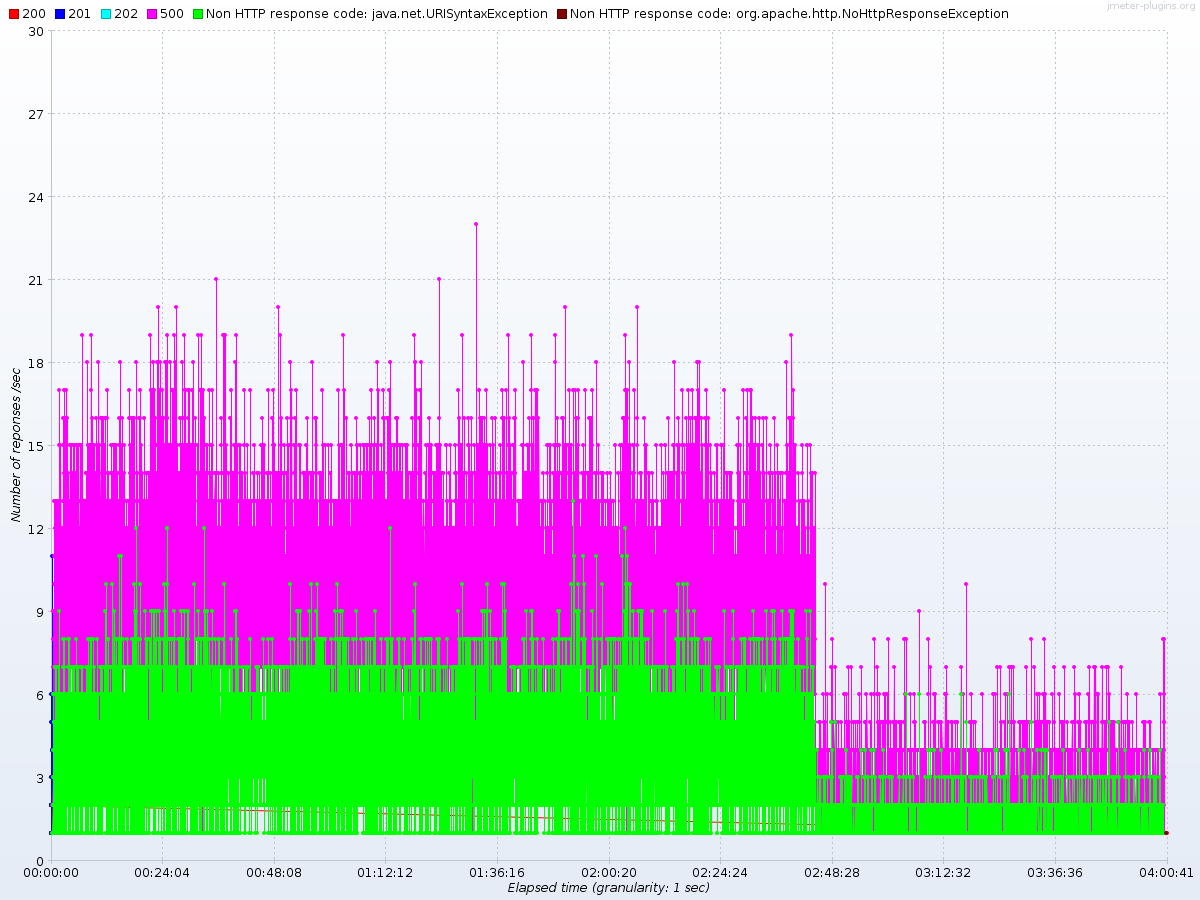 200 201 202 500 Non HTTP response code: java.net.URISyntaxException Non HTTP response code: org.apache.http.NoHttpResponseException
jmeter-plugins.org
30
27
24
21
18
15
12
9
6
3
0
Number of reponses /sec
00:00:00 00:24:04 00:48:08 01:12:12 01:36:16 02:00:20 02:24:24 02:48:28 03:12:32 03:36:36 04:00:41
Elapsed time (granularity: 1 sec)